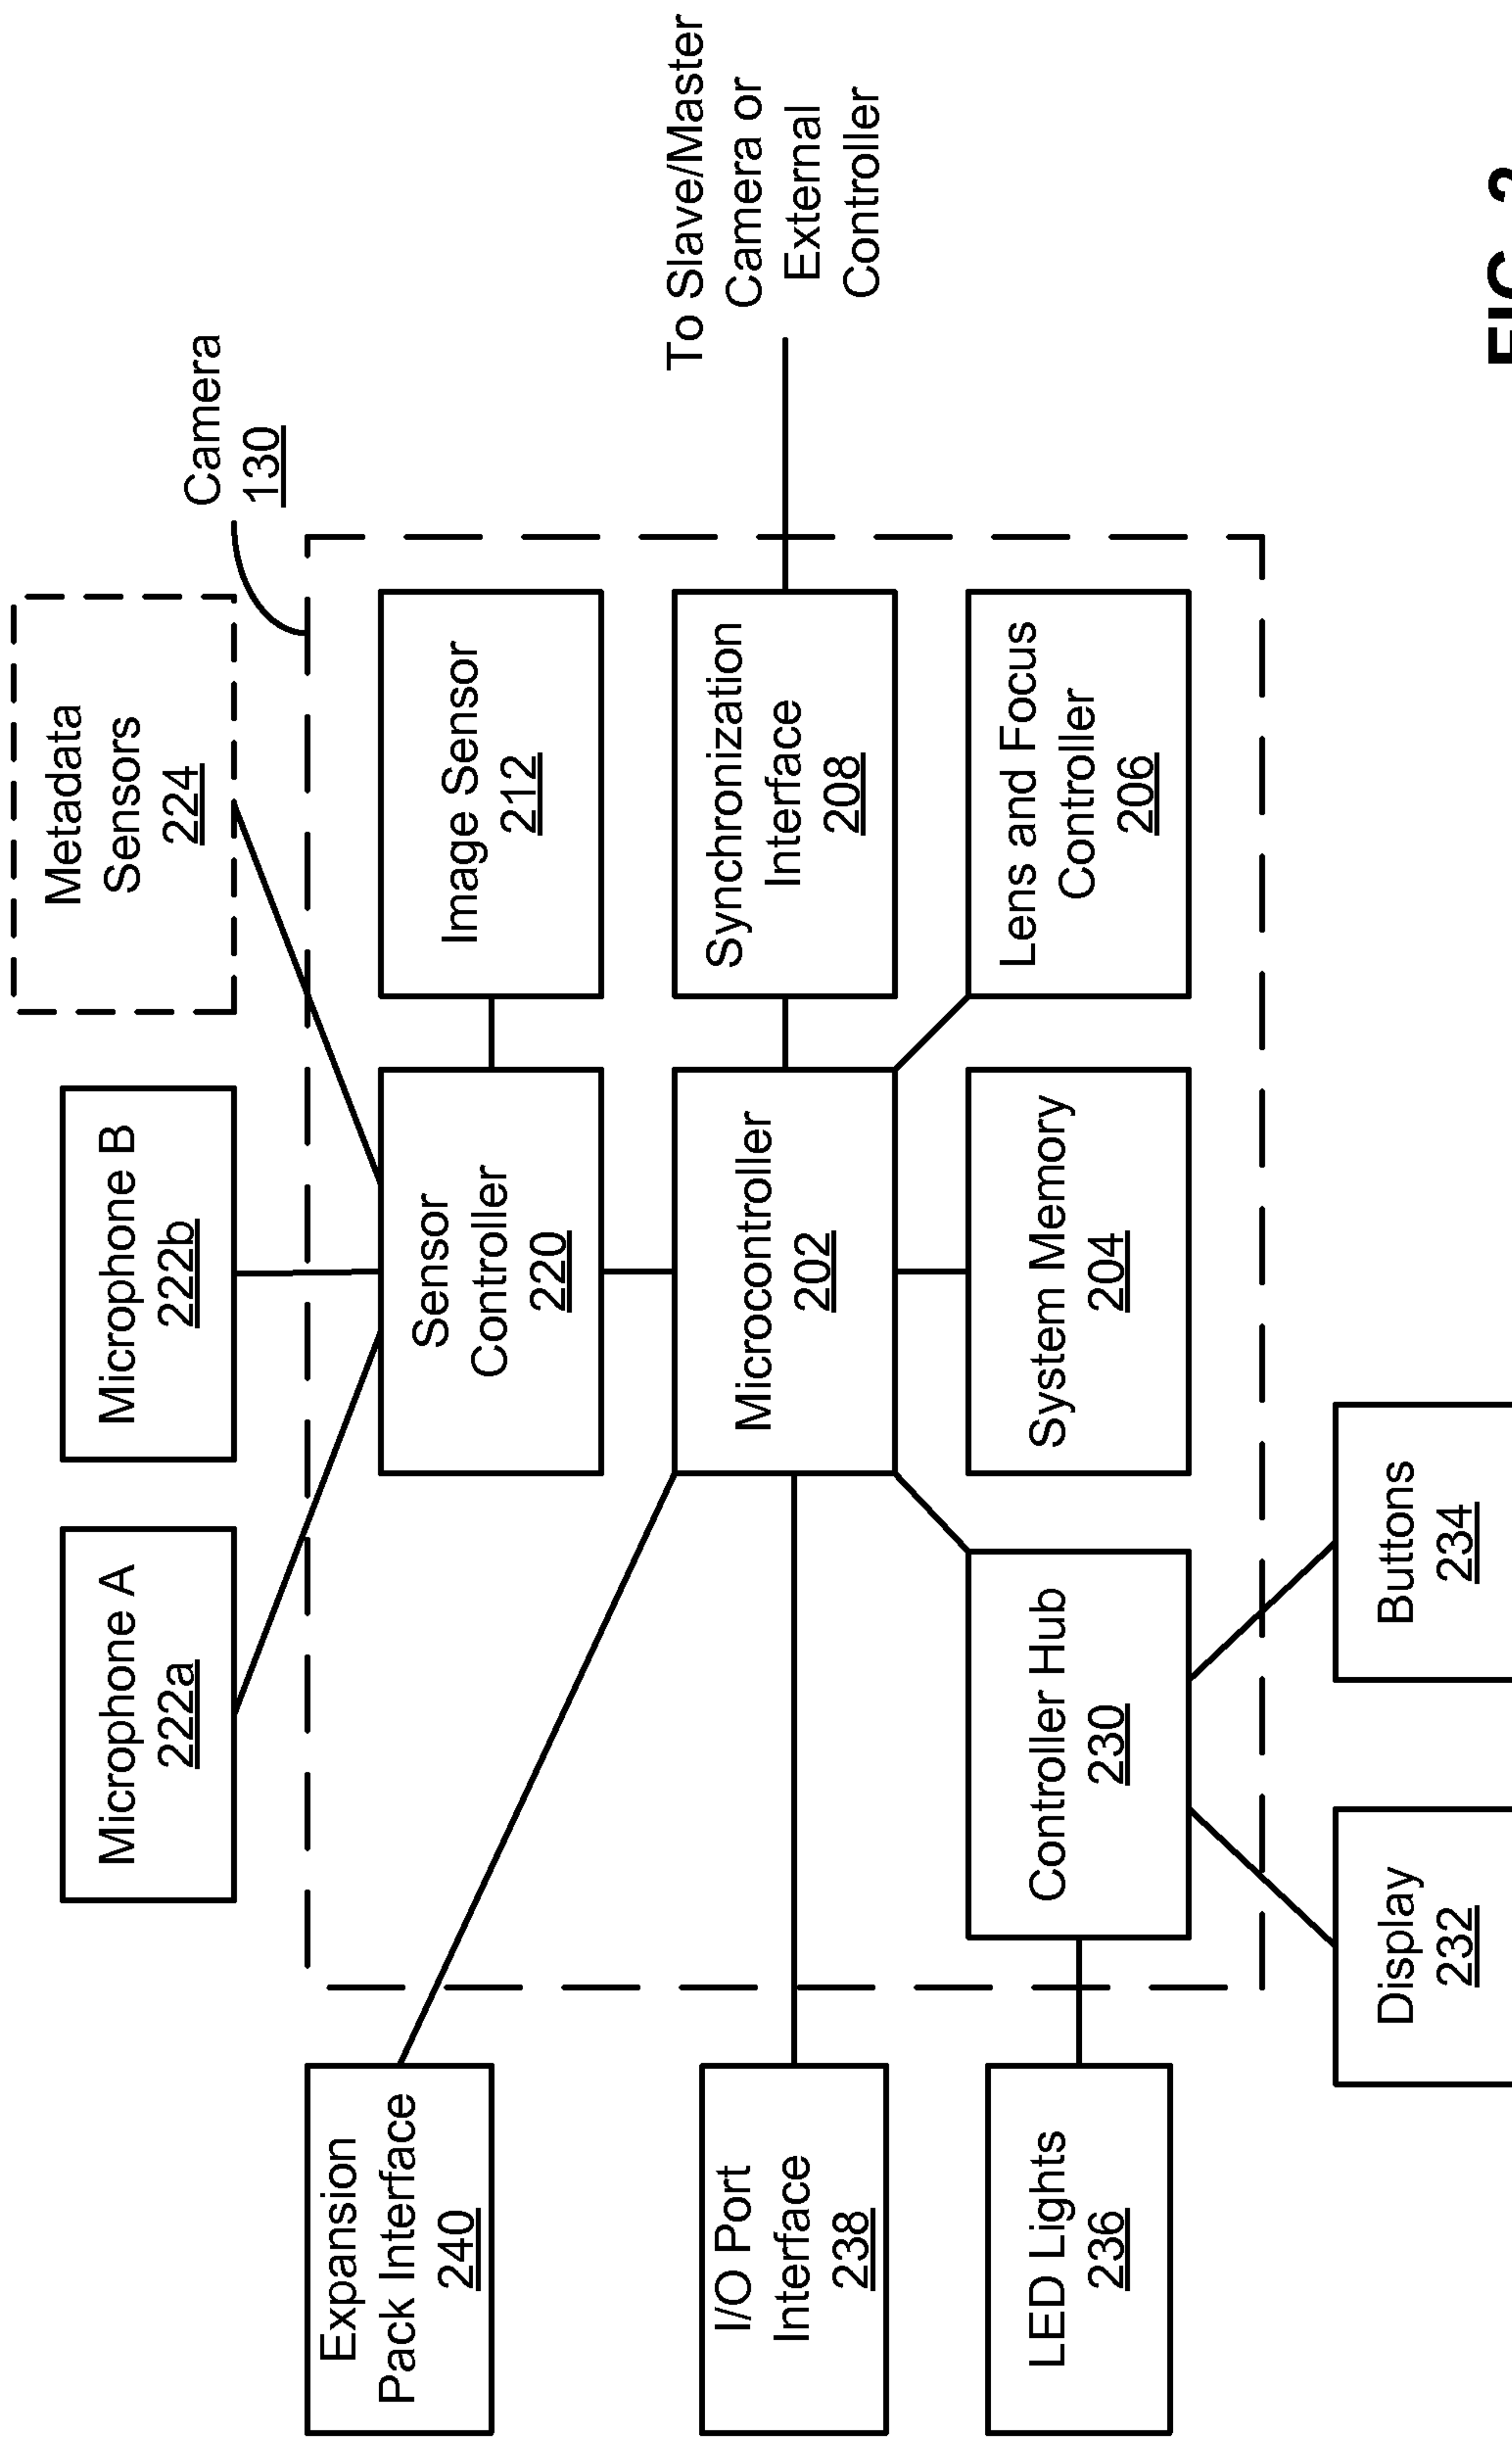 Microphone A
222a
Microphone B
222b
Metadata
Sensors
224
Camera
130
Expansion
Pack Interface
240
Sensor
Controller
220
Image Sensor
212
I/O Port
Interface
238
Microcontroller
202
Synchronization
Interface
208
To Slave/Master
Camera or
External
Controller
LED Lights
236
Controller Hub
230
System Memory
204
Lens and Focus
Controller
206
Display
232
Buttons
234